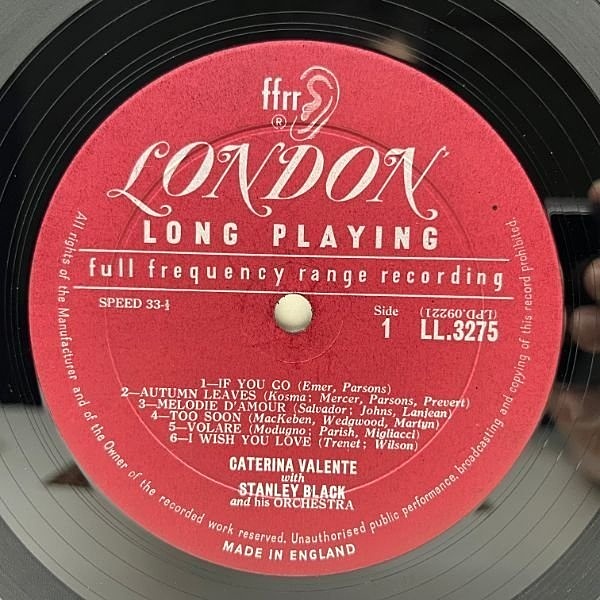 ffrr
®
LONDON
LONG PLAYING
full frequency range recording
SPEED 33-⅓
Side 1
(LPD.09221)
LL.3275
1—IF YOU GO (Emer, Parsons)
2—AUTUMN LEAVES (Kosma; Mercer, Parsons, Prevert)
3—MELODIE D'AMOUR (Salvador; Johns, Lanjean)
4—TOO SOON (MacKeben, Wedgwood, Martyn)
5—VOLARE (Modugno; Parish, Migliacci)
6—I WISH YOU LOVE (Trenet; Wilson)
CATERINA VALENTE
with
STANLEY BLACK
and his ORCHESTRA
All rights of the Manufacturer and of the Owner of the recorded work reserved. Unauthorised public performance, broadcasting and copying of this record prohibited.
MADE IN ENGLAND